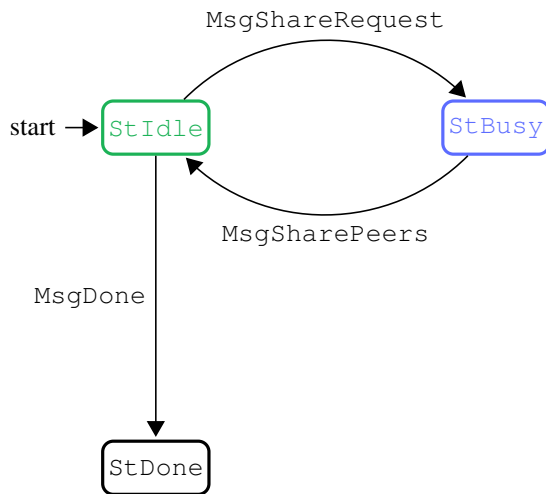 MsgShareRequest
start
StIdle
StBusy
MsgSharePeers
MsgDone
StDone